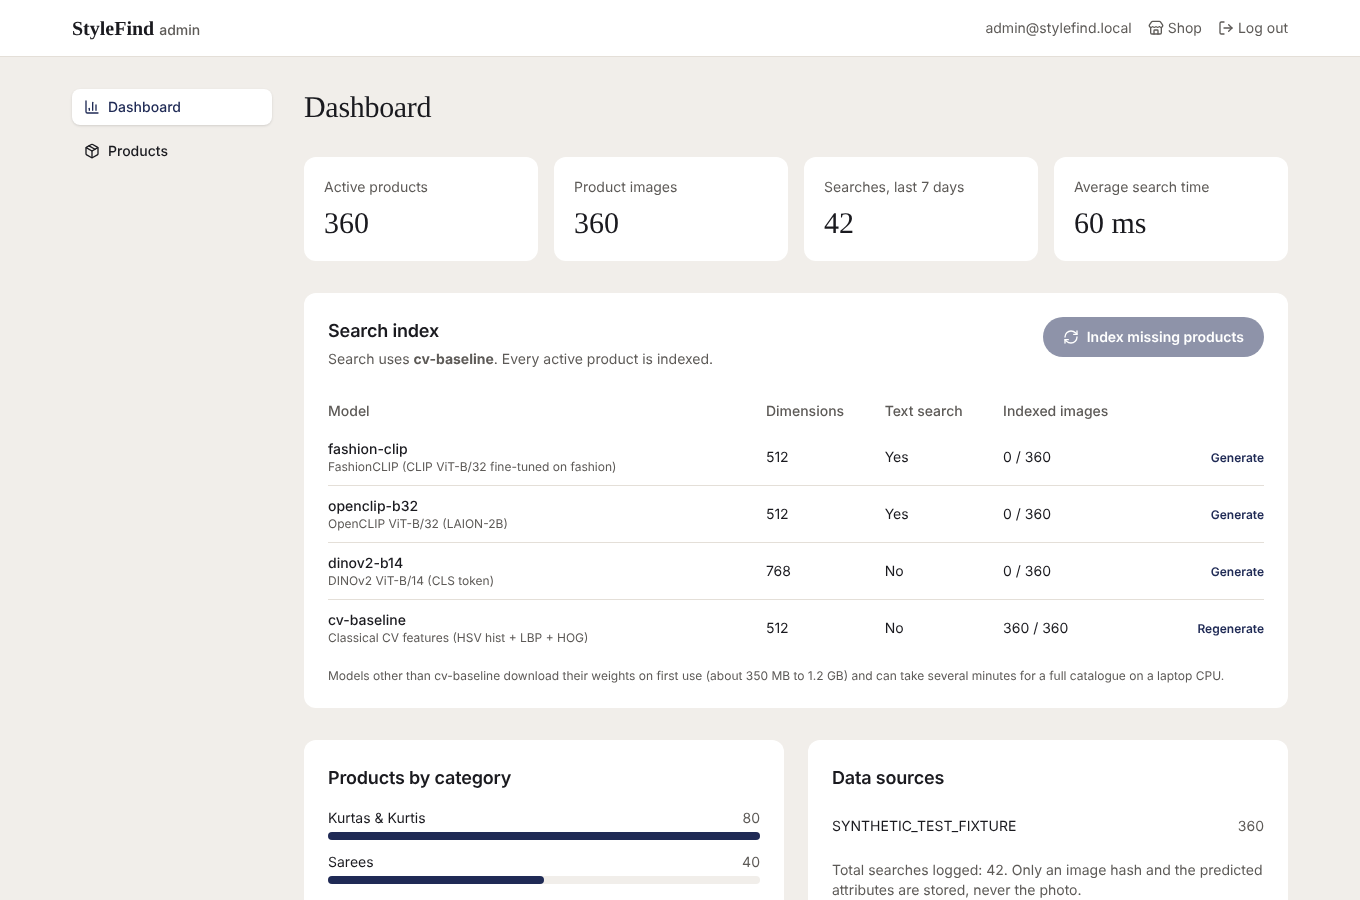 StyleFind admin
admin@stylefind.local Shop Log out
Dashboard
Products
Dashboard
Active products
360
Product images
360
Searches, last 7 days
42
Average search time
60 ms
Search index
Search uses cv-baseline. Every active product is indexed.
Index missing products
Model Dimensions Text search Indexed images
fashion-clip
FashionCLIP (CLIP ViT-B/32 fine-tuned on fashion)
512 Yes 0 / 360 Generate
openclip-b32
OpenCLIP ViT-B/32 (LAION-2B)
512 Yes 0 / 360 Generate
dinov2-b14
DINOv2 ViT-B/14 (CLS token)
768 No 0 / 360 Generate
cv-baseline
Classical CV features (HSV hist + LBP + HOG)
512 No 360 / 360 Regenerate
Models other than cv-baseline download their weights on first use (about 350 MB to 1.2 GB) and can take several minutes for a full catalogue on a laptop CPU.
Products by category
Kurtas & Kurtis 80
Sarees 40
Data sources
SYNTHETIC_TEST_FIXTURE 360
Total searches logged: 42. Only an image hash and the predicted
attributes are stored, never the photo.